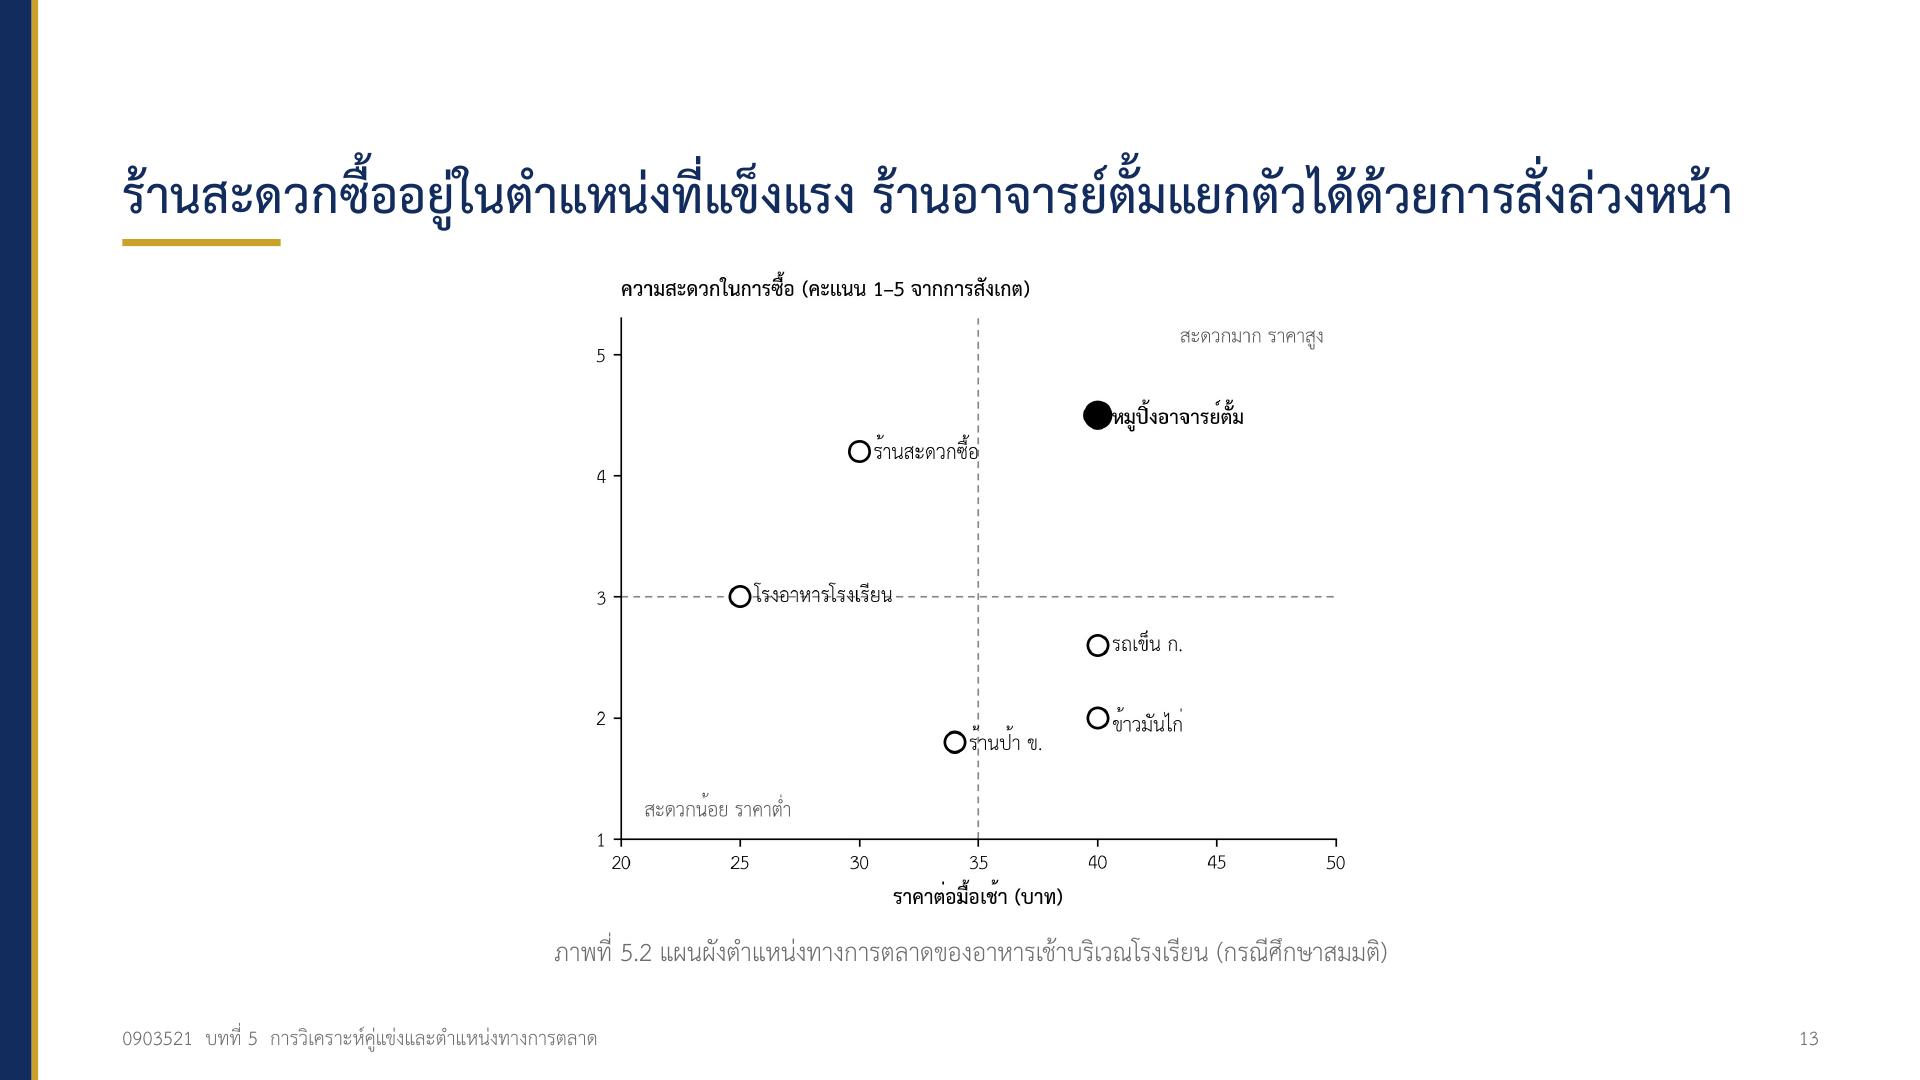 ร้านสะดวกซื้ออยู่ในตำแหน่งที่แข็งแรง ร้านอาจารย์ตั้มแยกตัวได้ด้วยการสั่งล่วงหน้า
ความสะดวกในการซื้อ (คะแนน 1–5 จากการสังเกต)
สะดวกมาก ราคาสูง
5
หมูปิ้งอาจารย์ตั้ม
ร้านสะดวกซื้อ
4
โรงอาหารโรงเรียน
3
รถเข็น ก.
2
ข้าวมันไก่
ร้านป้า ข.
สะดวกน้อย ราคาต่ำ
1
20 25 30 35 40 45 50
ราคาต่อมื้อเช้า (บาท)
ภาพที่ 5.2 แผนผังตำแหน่งทางการตลาดของอาหารเช้าบริเวณโรงเรียน (กรณีศึกษาสมมติ)
0903521 บทที่ 5 การวิเคราะห์คู่แข่งและตำแหน่งทางการตลาด 13